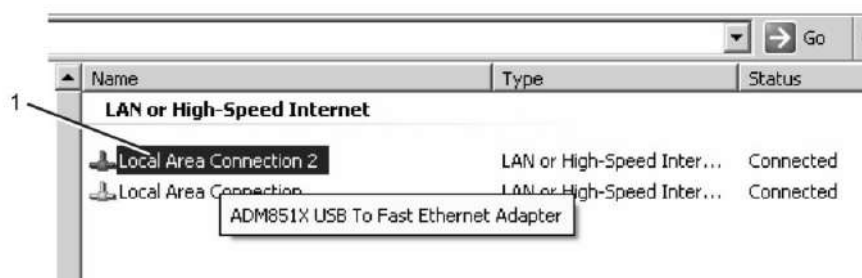 Go
Name Type Status
LAN or High-Speed Internet
1
Local Area Connection 2 LAN or High-Speed Inter... Connected
Local Area Connection LAN or High-Speed Inter... Connected
ADM851X USB To Fast Ethernet Adapter